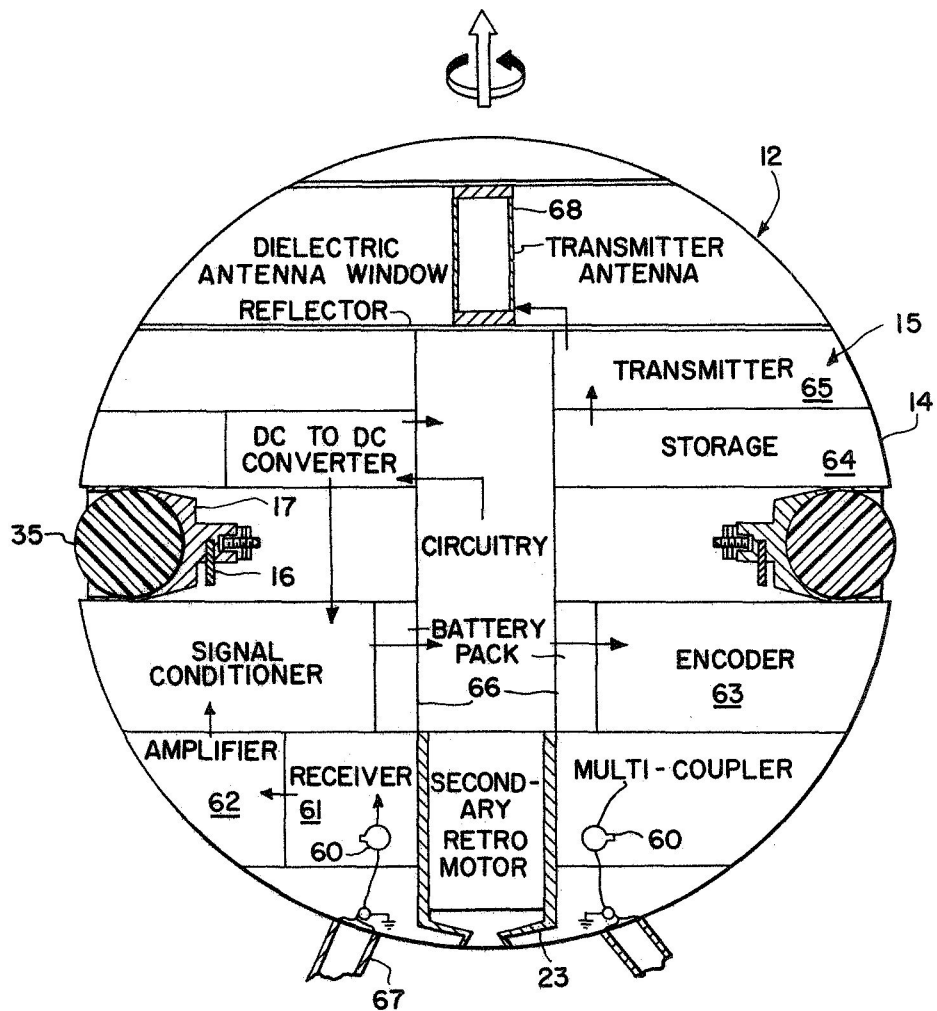 12
68
DIELECTRIC
ANTENNA WINDOW
TRANSMITTER
ANTENNA
REFLECTOR
15
TRANSMITTER
65
14
DC TO DC
CONVERTER
STORAGE
64
17
35
CIRCUITRY
16
BATTERY
PACK
SIGNAL
CONDITIONER
ENCODER
63
66
AMPLIFIER
62
RECEIVER
61
SECOND-
ARY
RETRO
MOTOR
MULTI-COUPLER
60
60
23
67